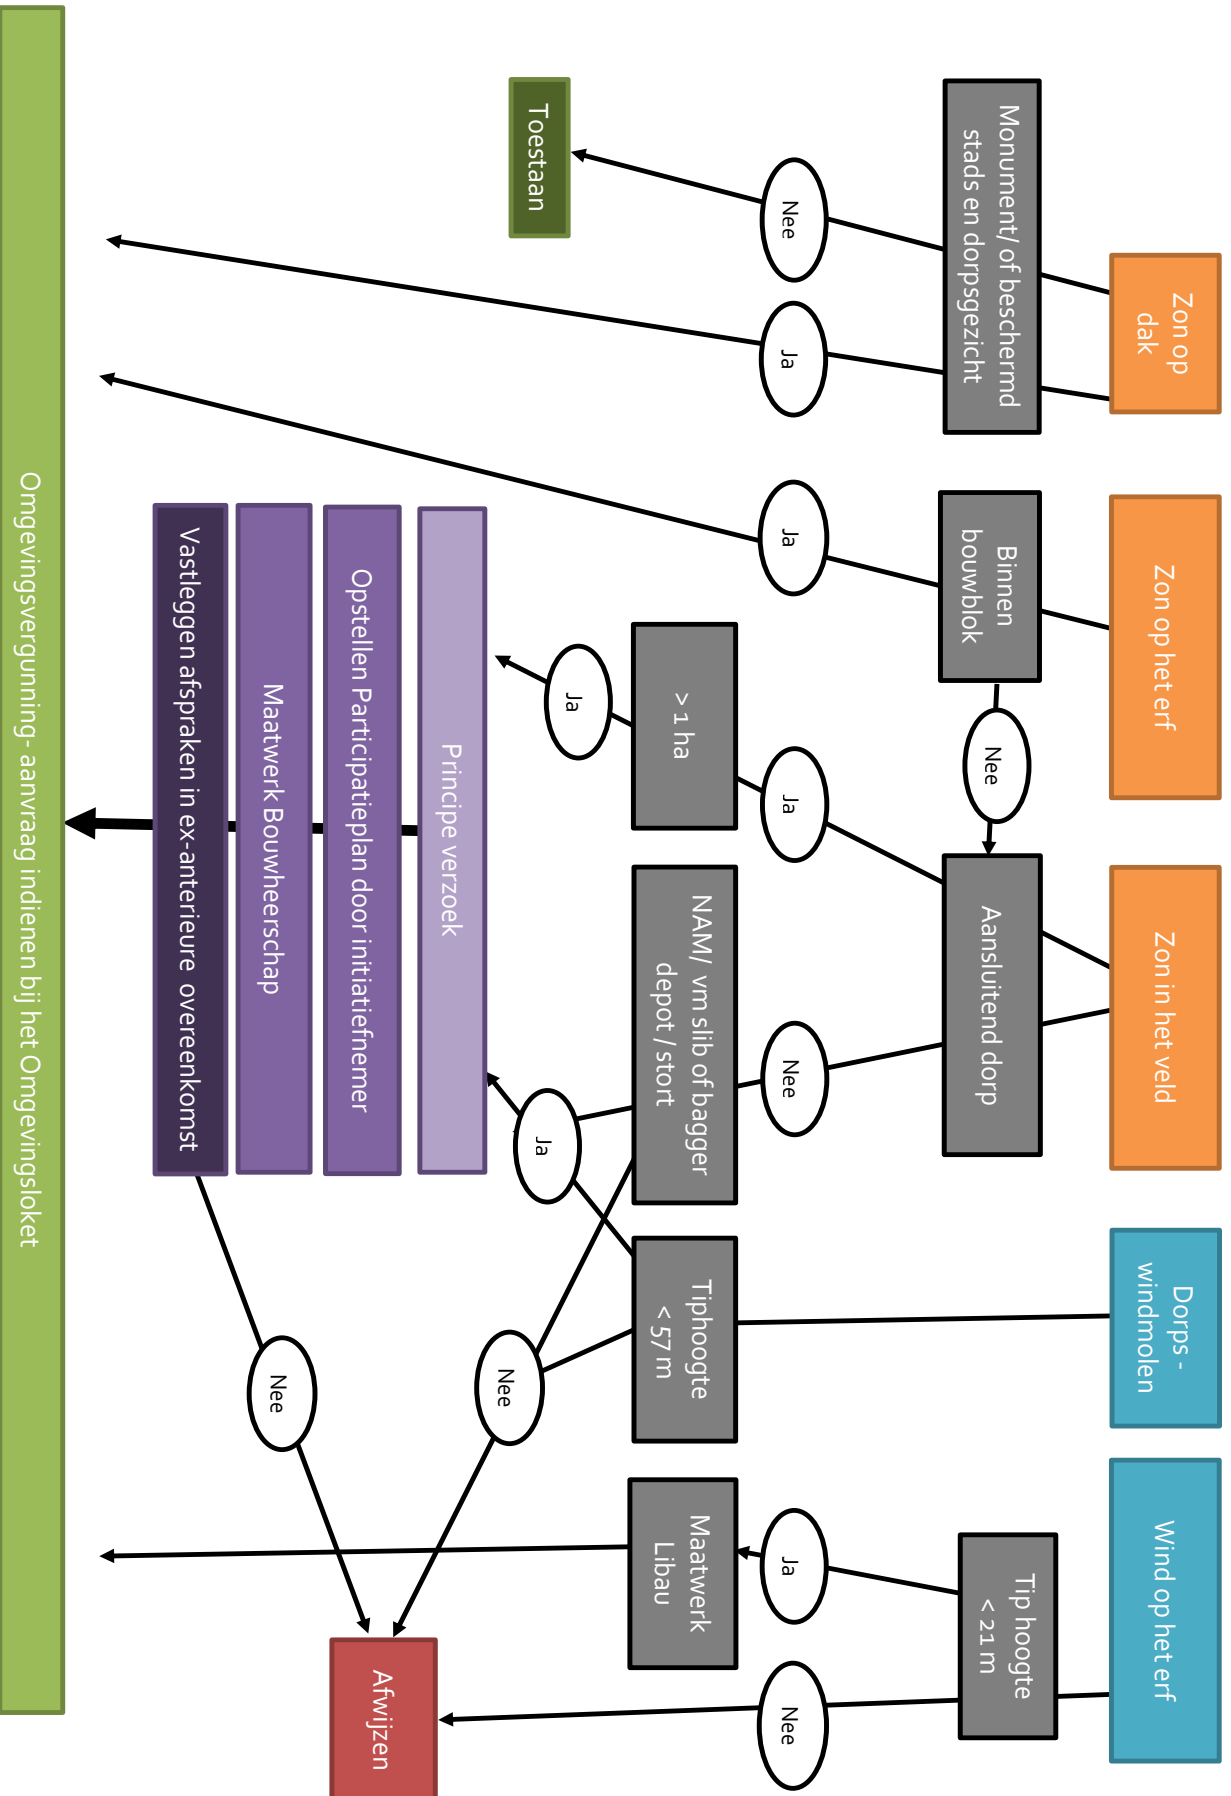 Zon op
dak
Zon op het erf
Zon in het veld
Dorps -
windmolen
Wind op het erf
Monument/ of beschermd
stads en dorpsgezicht
Binnen
bouwblok
Nee
Aansluitend dorp
Tip hoogte
< 21 m
Nee
Ja
Ja
Ja
Nee
Ja
Nee
> 1 ha
NAM/ vm slib of bagger
depot / stort
Tiphoogte
< 57 m
Maatwerk
Libau
Toestaan
Ja
Ja
Nee
Principe verzoek
Opstellen Participatieplan door initiatiefnemer
Maatwerk Bouwheerschap
Vastleggen afspraken in ex-anterieure overeenkomst
Nee
Afwijzen
Omgevingsvergunning- aanvraag indienen bij het Omgevingsloket